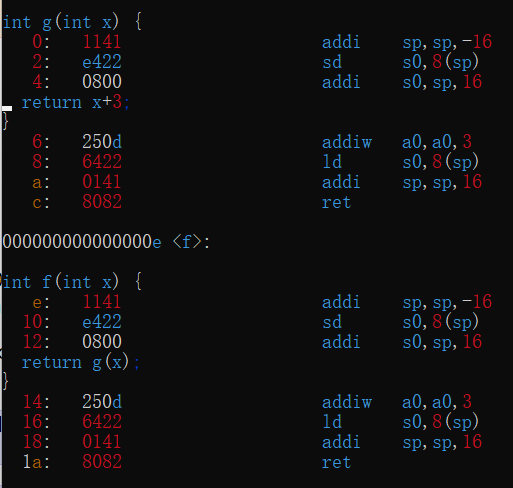 int g(int x) {
   0:   1141                    addi    sp,sp,-16
   2:   e422                    sd      s0,8(sp)
   4:   0800                    addi    s0,sp,16
  return x+3;
}
   6:   250d                    addiw   a0,a0,3
   8:   6422                    ld      s0,8(sp)
   a:   0141                    addi    sp,sp,16
   c:   8082                    ret
000000000000000e <f>:
int f(int x) {
   e:   1141                    addi    sp,sp,-16
  10:   e422                    sd      s0,8(sp)
  12:   0800                    addi    s0,sp,16
  return g(x);
}
  14:   250d                    addiw   a0,a0,3
  16:   6422                    ld      s0,8(sp)
  18:   0141                    addi    sp,sp,16
  1a:   8082                    ret